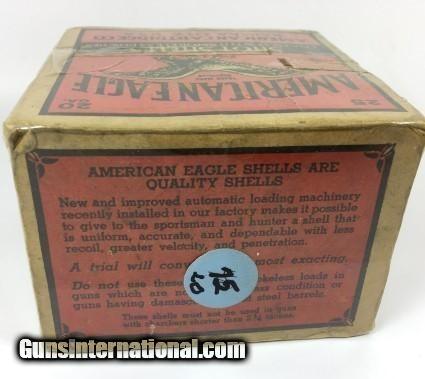 AMERICAN EAGLE
20
25
AMERICAN EAGLE SHELLS ARE
QUALITY SHELLS
New and improved automatic loading machinery
recently installed in our factory makes it possible
to give to the sportsman and hunter a shell that
is uniform, accurate, and dependable with less
recoil, greater velocity, and penetration.
A trial will most exacting.
Do not use these loads in
guns which are condition or
guns having steel barrels.
These shells must not be used in guns
with chambers shorter than 2¾ inches.
GunsInternational.com